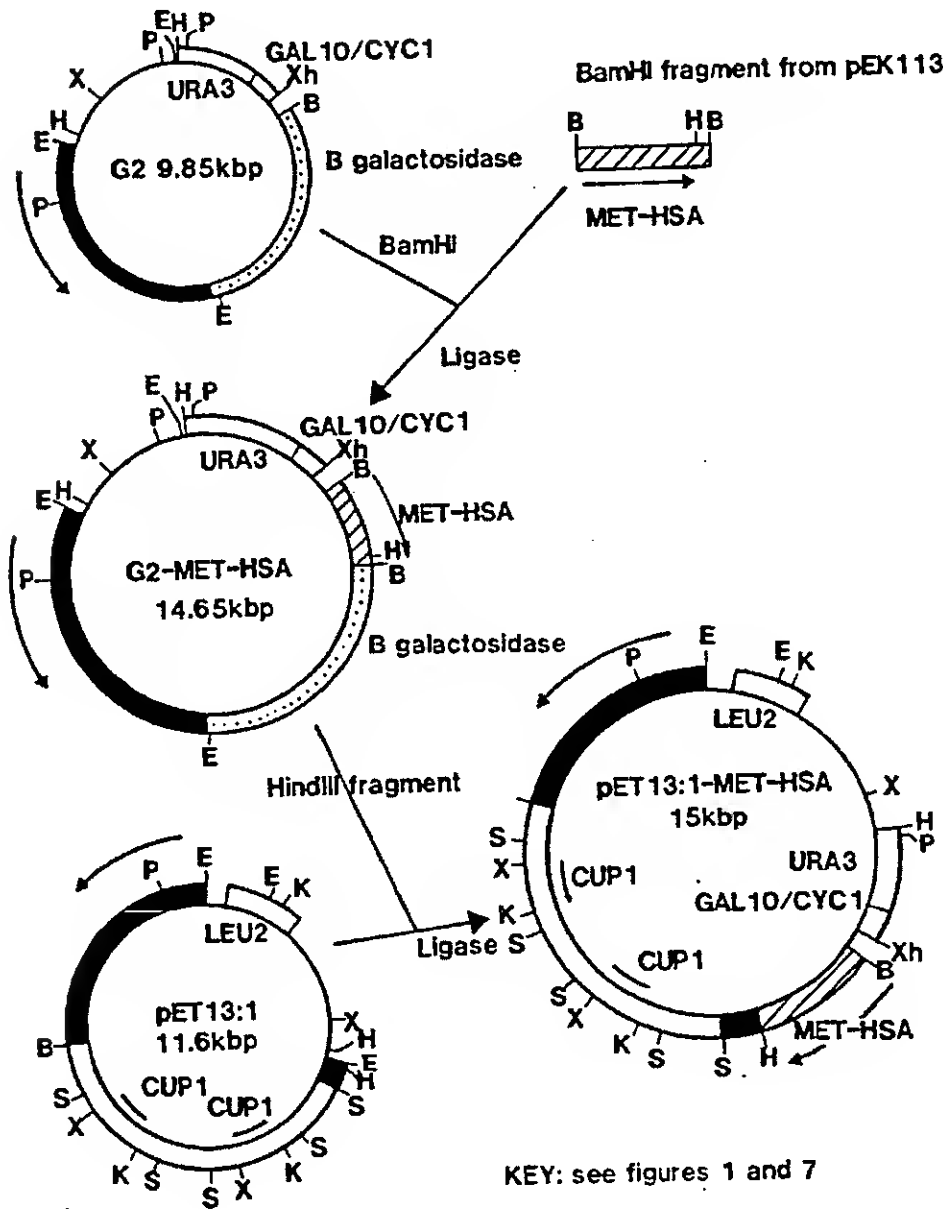 E H P
P
GAL10/CYC1
X
Xh
B
URA3
H
E
G2 9.85kbp
B galactosidase
P
E
BamHI fragment from pEK113
B
H B
MET-HSA
BamHI
Ligase
E H P
P
GAL10/CYC1
X
Xh
B
URA3
E H
MET-HSA
H
B
P
G2-MET-HSA
14.65kbp
B galactosidase
E
HindIII fragment
Ligase
P
E
E
K
LEU2
X
pET13:1
11.6kbp
H
E
H
B
S
CUP1
CUP1
S
X
S
K
S
S
X
K
S
P
E
E
K
LEU2
X
pET13:1-MET-HSA
15kbp
H
P
URA3
S
X
CUP1
GAL10/CYC1
K
S
Xh
B
CUP1
S
X
MET-HSA
K
S
S
H
KEY: see figures 1 and 7